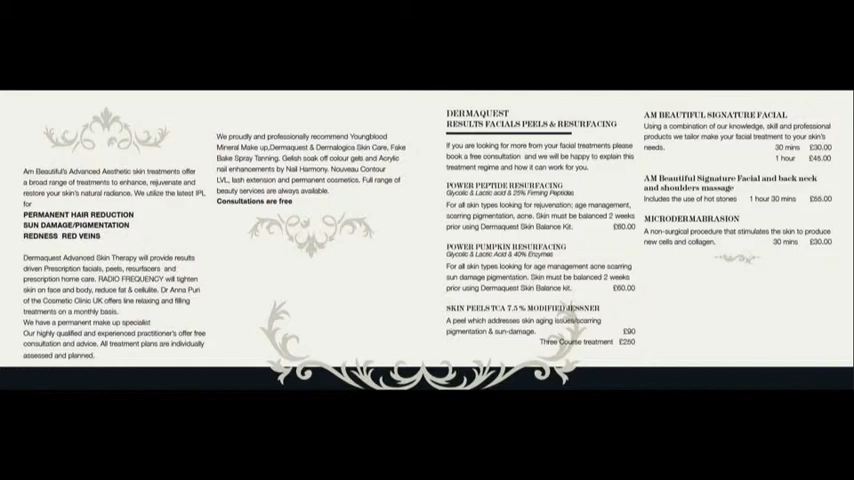 Am Beautiful's Advanced Aesthetic skin treatments offer
a broad range of treatments to enhance, rejuvenate and
restore your skin's natural radiance. We utilize the latest IPL
for
PERMANENT HAIR REDUCTION
SUN DAMAGE/PIGMENTATION
REDNESS RED VEINS
Dermaquest Advanced Skin Therapy will provide results
driven Prescription facials, peels, resurfacers and
prescription home care. RADIO FREQUENCY will tighten
skin on face and body, reduce fat & cellulite. Dr Anna Puri
of the Cosmetic Clinic UK offers line relaxing and filling
treatments on a monthly basis.
We have a permanent make up specialist
Our highly qualified and experienced practitioner's offer free
consultation and advice. All treatment plans are individually
assessed and planned.
We proudly and professionally recommend Youngblood
Mineral Make up,Dermaquest & Dermalogica Skin Care, Fake
Bake Spray Tanning. Gelish soak off colour gels and Acrylic
nail enhancements by Nail Harmony. Nouveau Contour
LVL, lash extension and permanent cosmetics. Full range of
beauty services are always available.
Consultations are free
DERMAQUEST
RESULTS FACIALS PEELS & RESURFACING
If you are looking for more from your facial treatments please
book a free consultation and we will be happy to explain this
treatment regime and how it can work for you.
POWER PEPTIDE RESURFACING
Glycolic & Lactic acid & 25% Firming Peptides
For all skin types looking for rejuvenation; age management,
scarring pigmentation, acne. Skin must be balanced 2 weeks
prior using Dermaquest Skin Balance Kit. £60.00
POWER PUMPKIN RESURFACING
Glycolic & Lactic Acid & 40% Enzymes
For all skin types looking for age management acne scarring
sun damage pigmentation. Skin must be balanced 2 weeks
prior using Dermaquest Skin Balance kit. £60.00
SKIN PEELS TCA 7.5% MODIFIED JESSNER
A peel which addresses skin aging issues/scarring
pigmentation & sun-damage. £90
Three Course treatment £250
AM BEAUTIFUL SIGNATURE FACIAL
Using a combination of our knowledge, skill and professional
products we tailor make your facial treatment to your skin's
needs. 30 mins £30.00
1 hour £45.00
AM Beautiful Signature Facial and back neck
and shoulders massage
Includes the use of hot stones 1 hour 30 mins £55.00
MICRODERMABRASION
A non-surgical procedure that stimulates the skin to produce
new cells and collagen. 30 mins £30.00